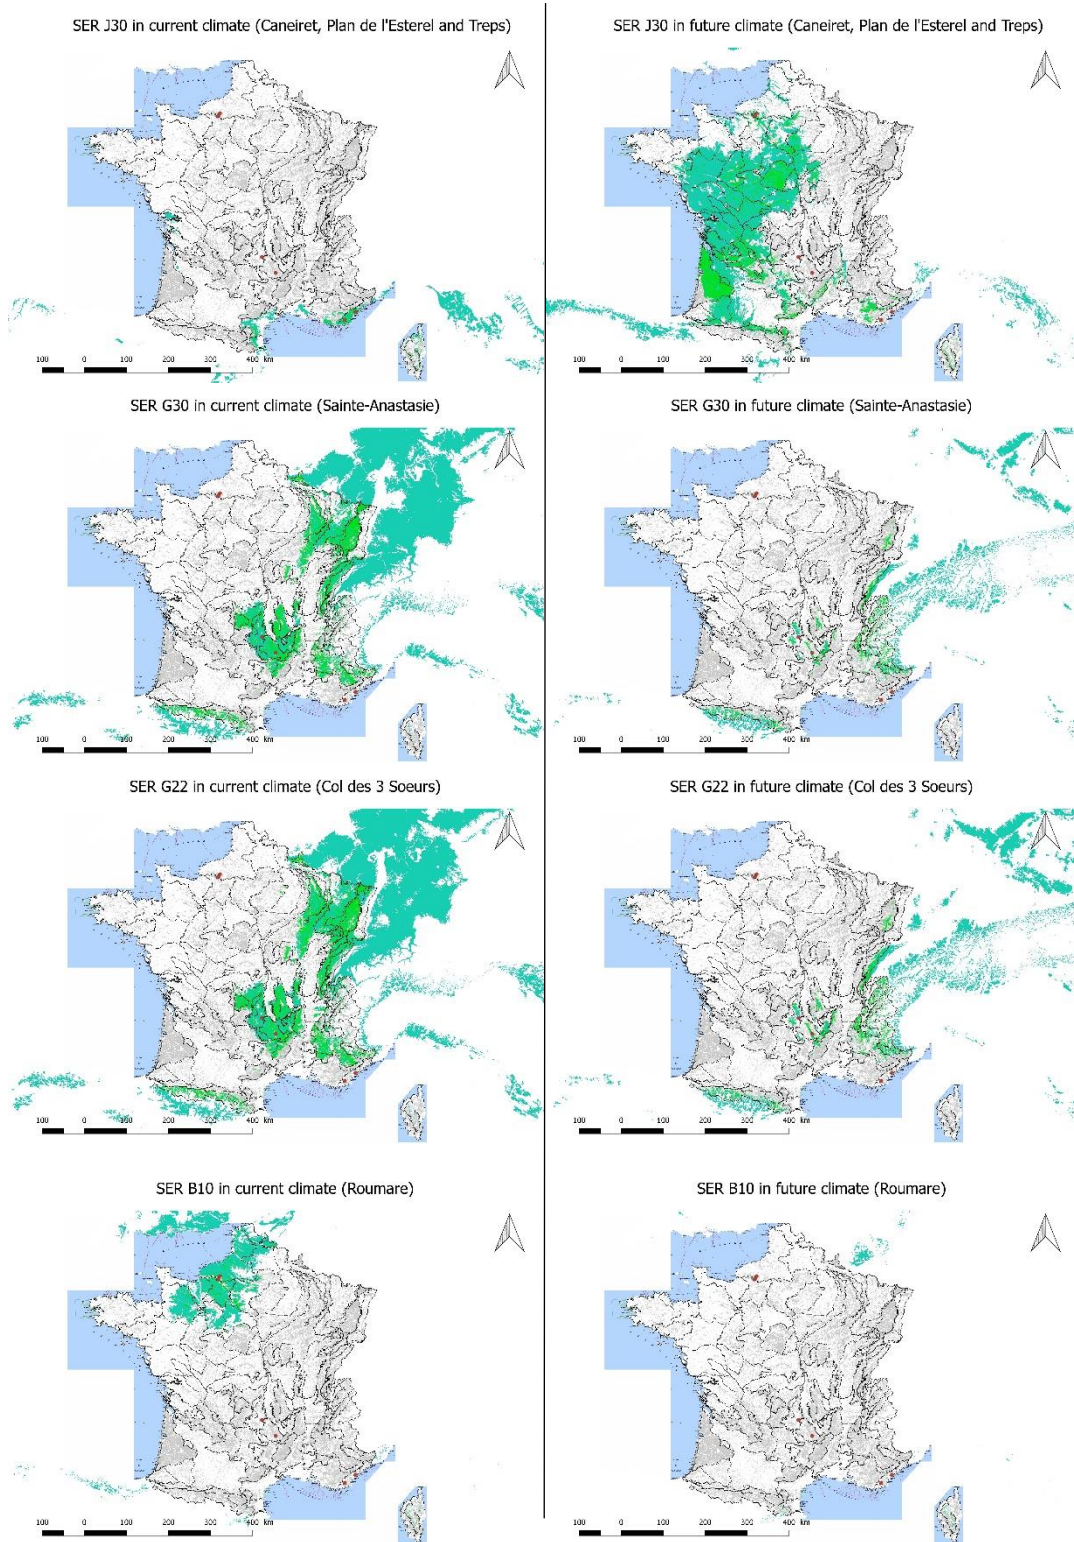 SER J30 in current climate (Caneiret, Plan de l'Esterel and Treps)
SER J30 in future climate (Caneiret, Plan de l'Esterel and Treps)
100 0 100 200 300 400 km
100 0 100 200 300 400 km
SER G30 in current climate (Sainte-Anastasie)
SER G30 in future climate (Sainte-Anastasie)
100 0 100 200 300 400 km
100 0 100 200 300 400 km
SER G22 in current climate (Col des 3 Soeurs)
SER G22 in future climate (Col des 3 Soeurs)
100 0 100 200 300 400 km
100 0 100 200 300 400 km
SER B10 in current climate (Roumare)
SER B10 in future climate (Roumare)
100 0 100 200 300 400 km
100 0 100 200 300 400 km